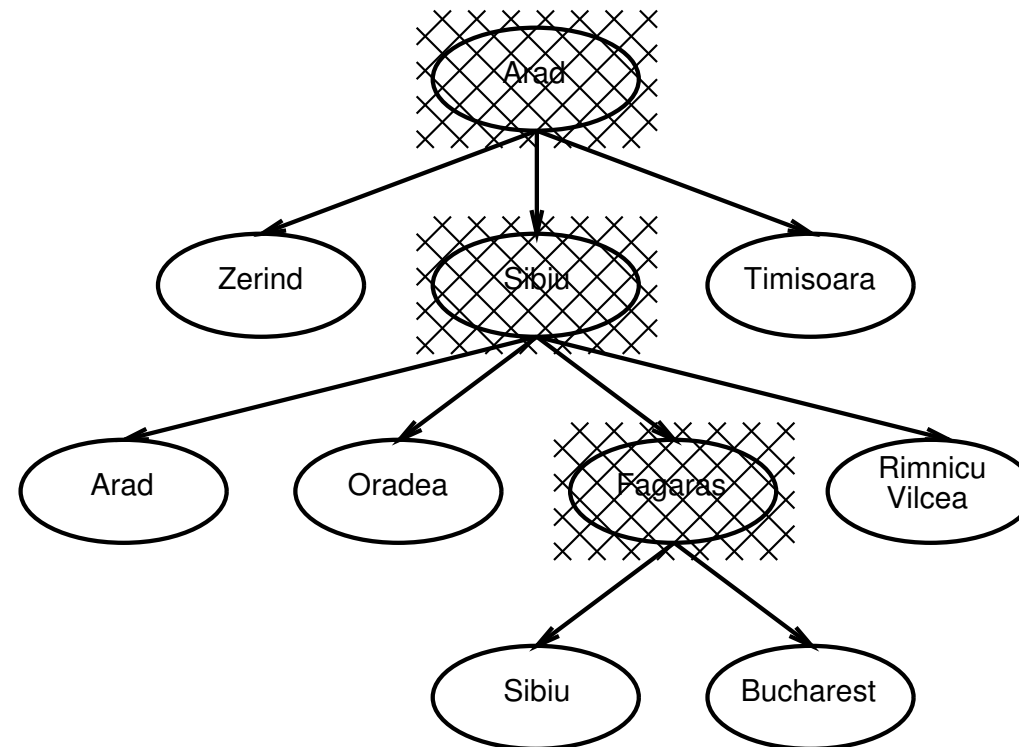 Arad
Zerind
Sibiu
Timisoara
Arad
Oradea
Fagaras
Rimnicu
Vilcea
Sibiu
Bucharest